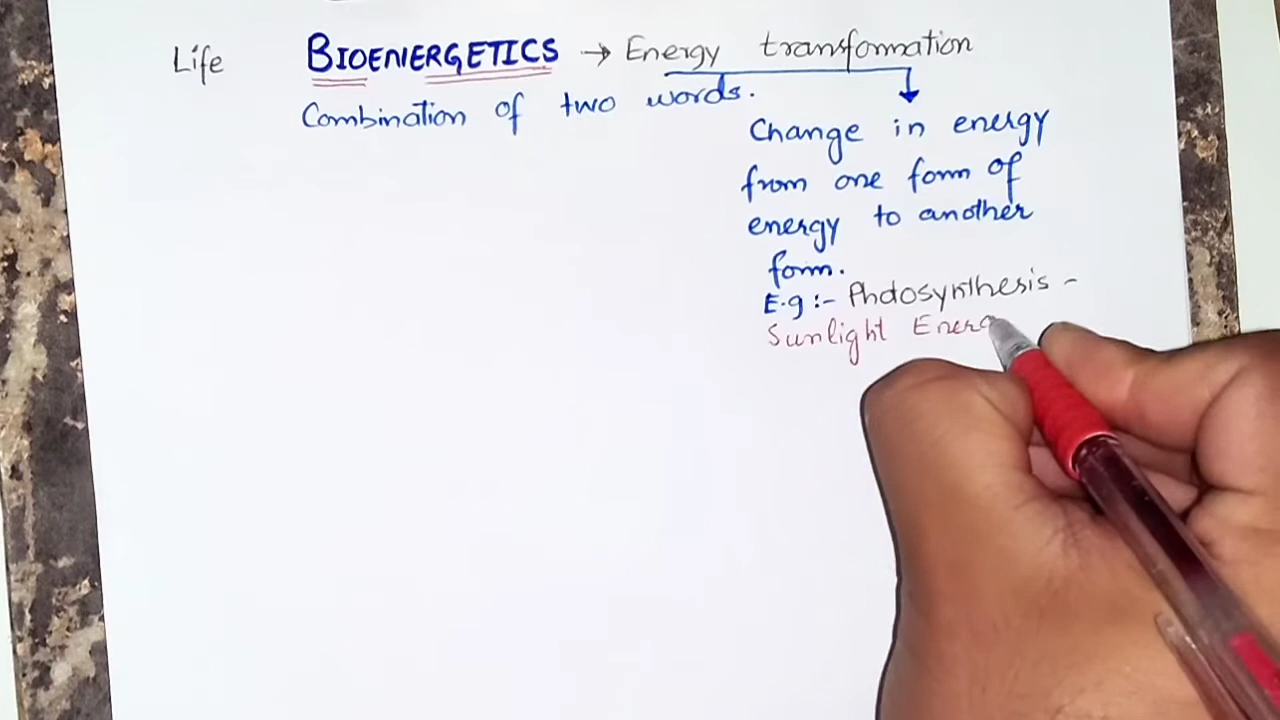 Life BIOENERGETICS → Energy transformation
Combination of two words.
Change in energy
from one form of
energy to another
form.
E.g :- Photosynthesis -
Sunlight Energ